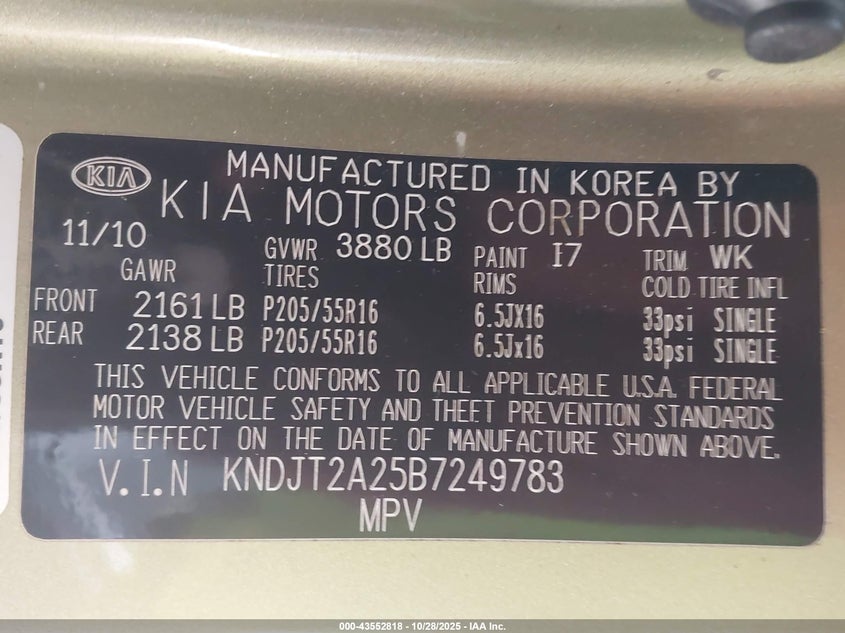 KIA
MANUFACTURED IN KOREA BY
KIA MOTORS CORPORATION
11/10 GVWR 3880 LB PAINT I7 TRIM WK
GAWR TIRES RIMS COLD TIRE INFL
FRONT 2161 LB P205/55R16 6.5JX16 33psi SINGLE
REAR 2138 LB P205/55R16 6.5Jx16 33psi SINGLE
THIS VEHICLE CONFORMS TO ALL APPLICABLE U.S.A. FEDERAL
MOTOR VEHICLE SAFETY AND THEFT PREVENTION STANDARDS
IN EFFECT ON THE DATE OF MANUFACTURE SHOWN ABOVE.
V.I.N KNDJT2A25B7249783
MPV
000-43552818 - 10/28/2025 - IAA Inc.